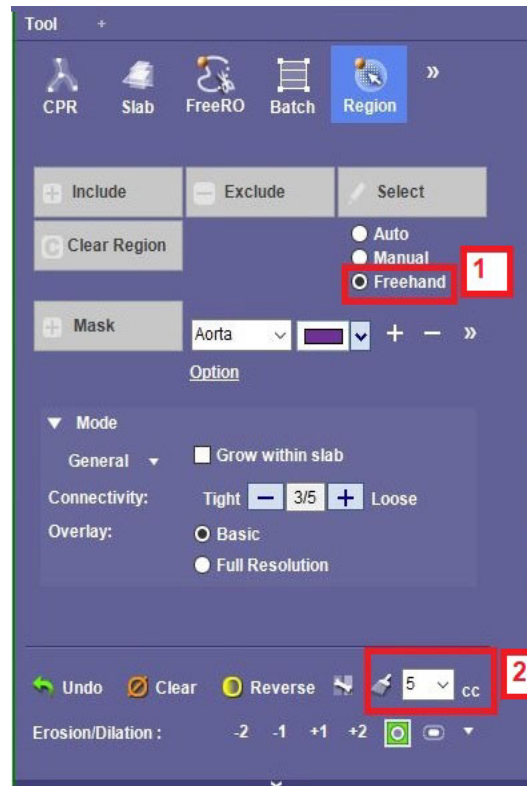 Tool +
CPR Slab FreeRO Batch Region »
Include Exclude Select
C Clear Region
Auto
Manual
Freehand
1
Mask Aorta + − »
Option
Mode
General
Grow within slab
Connectivity: Tight − 3/5 + Loose
Overlay: Basic
Full Resolution
Undo Clear Reverse 5 cc
2
Erosion/Dilation : -2 -1 +1 +2